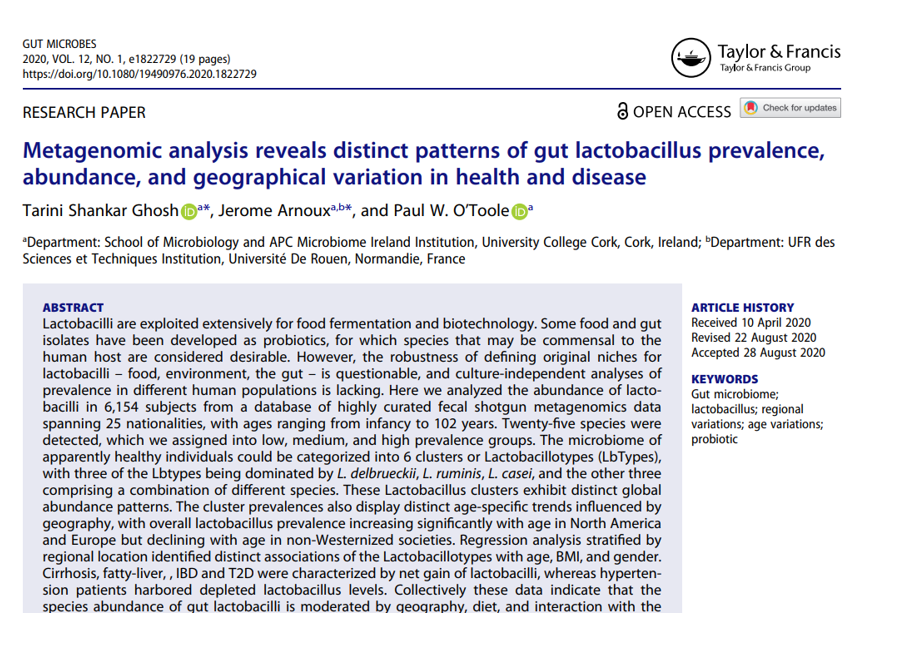 GUT MICROBES
2020, VOL. 12, NO. 1, e1822729 (19 pages)
https://doi.org/10.1080/19490976.2020.1822729
Taylor & Francis
Taylor & Francis Group
RESEARCH PAPER
OPEN ACCESS
Check for updates
Metagenomic analysis reveals distinct patterns of gut lactobacillus prevalence,
abundance, and geographical variation in health and disease
Tarini Shankar Ghosh iD a*, Jerome Arnoux a,b*, and Paul W. O’Toole iD a
aDepartment: School of Microbiology and APC Microbiome Ireland Institution, University College Cork, Cork, Ireland; bDepartment: UFR des
Sciences et Techniques Institution, Université De Rouen, Normandie, France
ABSTRACT
Lactobacilli are exploited extensively for food fermentation and biotechnology. Some food and gut
isolates have been developed as probiotics, for which species that may be commensal to the
human host are considered desirable. However, the robustness of defining original niches for
lactobacilli – food, environment, the gut – is questionable, and culture-independent analyses of
prevalence in different human populations is lacking. Here we analyzed the abundance of lacto-
bacilli in 6,154 subjects from a database of highly curated fecal shotgun metagenomics data
spanning 25 nationalities, with ages ranging from infancy to 102 years. Twenty-five species were
detected, which we assigned into low, medium, and high prevalence groups. The microbiome of
apparently healthy individuals could be categorized into 6 clusters or Lactobacillotypes (LbTypes),
with three of the Lbtypes being dominated by L. delbrueckii, L. ruminis, L. casei, and the other three
comprising a combination of different species. These Lactobacillus clusters exhibit distinct global
abundance patterns. The cluster prevalences also display distinct age-specific trends influenced by
geography, with overall lactobacillus prevalence increasing significantly with age in North America
and Europe but declining with age in non-Westernized societies. Regression analysis stratified by
regional location identified distinct associations of the Lactobacillotypes with age, BMI, and gender.
Cirrhosis, fatty-liver, , IBD and T2D were characterized by net gain of lactobacilli, whereas hyperten-
sion patients harbored depleted lactobacillus levels. Collectively these data indicate that the
species abundance of gut lactobacilli is moderated by geography, diet, and interaction with the
ARTICLE HISTORY
Received 10 April 2020
Revised 22 August 2020
Accepted 28 August 2020
KEYWORDS
Gut microbiome;
lactobacillus; regional
variations; age variations;
probiotic